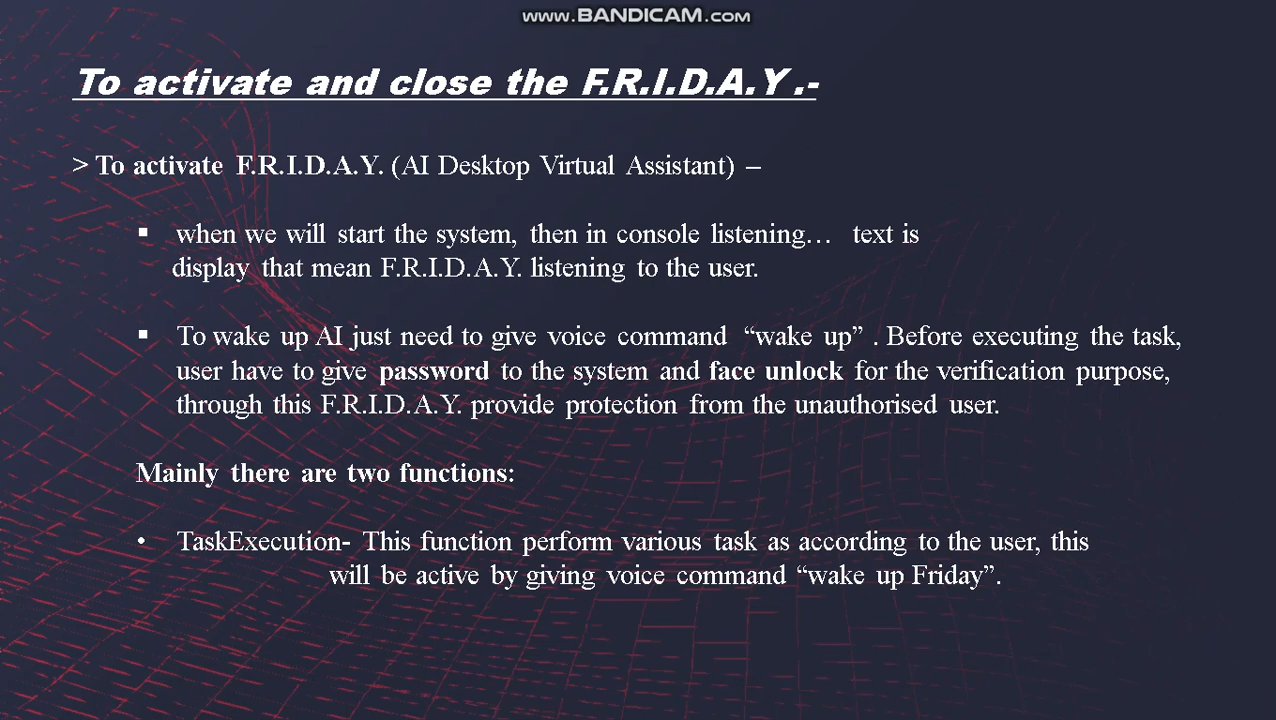 www.BANDICAM.com
To activate and close the F.R.I.D.A.Y .-
> To activate F.R.I.D.A.Y. (AI Desktop Virtual Assistant) –
▪ when we will start the system, then in console listening… text is
display that mean F.R.I.D.A.Y. listening to the user.
▪ To wake up AI just need to give voice command “wake up” . Before executing the task,
user have to give password to the system and face unlock for the verification purpose,
through this F.R.I.D.A.Y. provide protection from the unauthorised user.
Mainly there are two functions:
• TaskExecution- This function perform various task as according to the user, this
will be active by giving voice command “wake up Friday”.